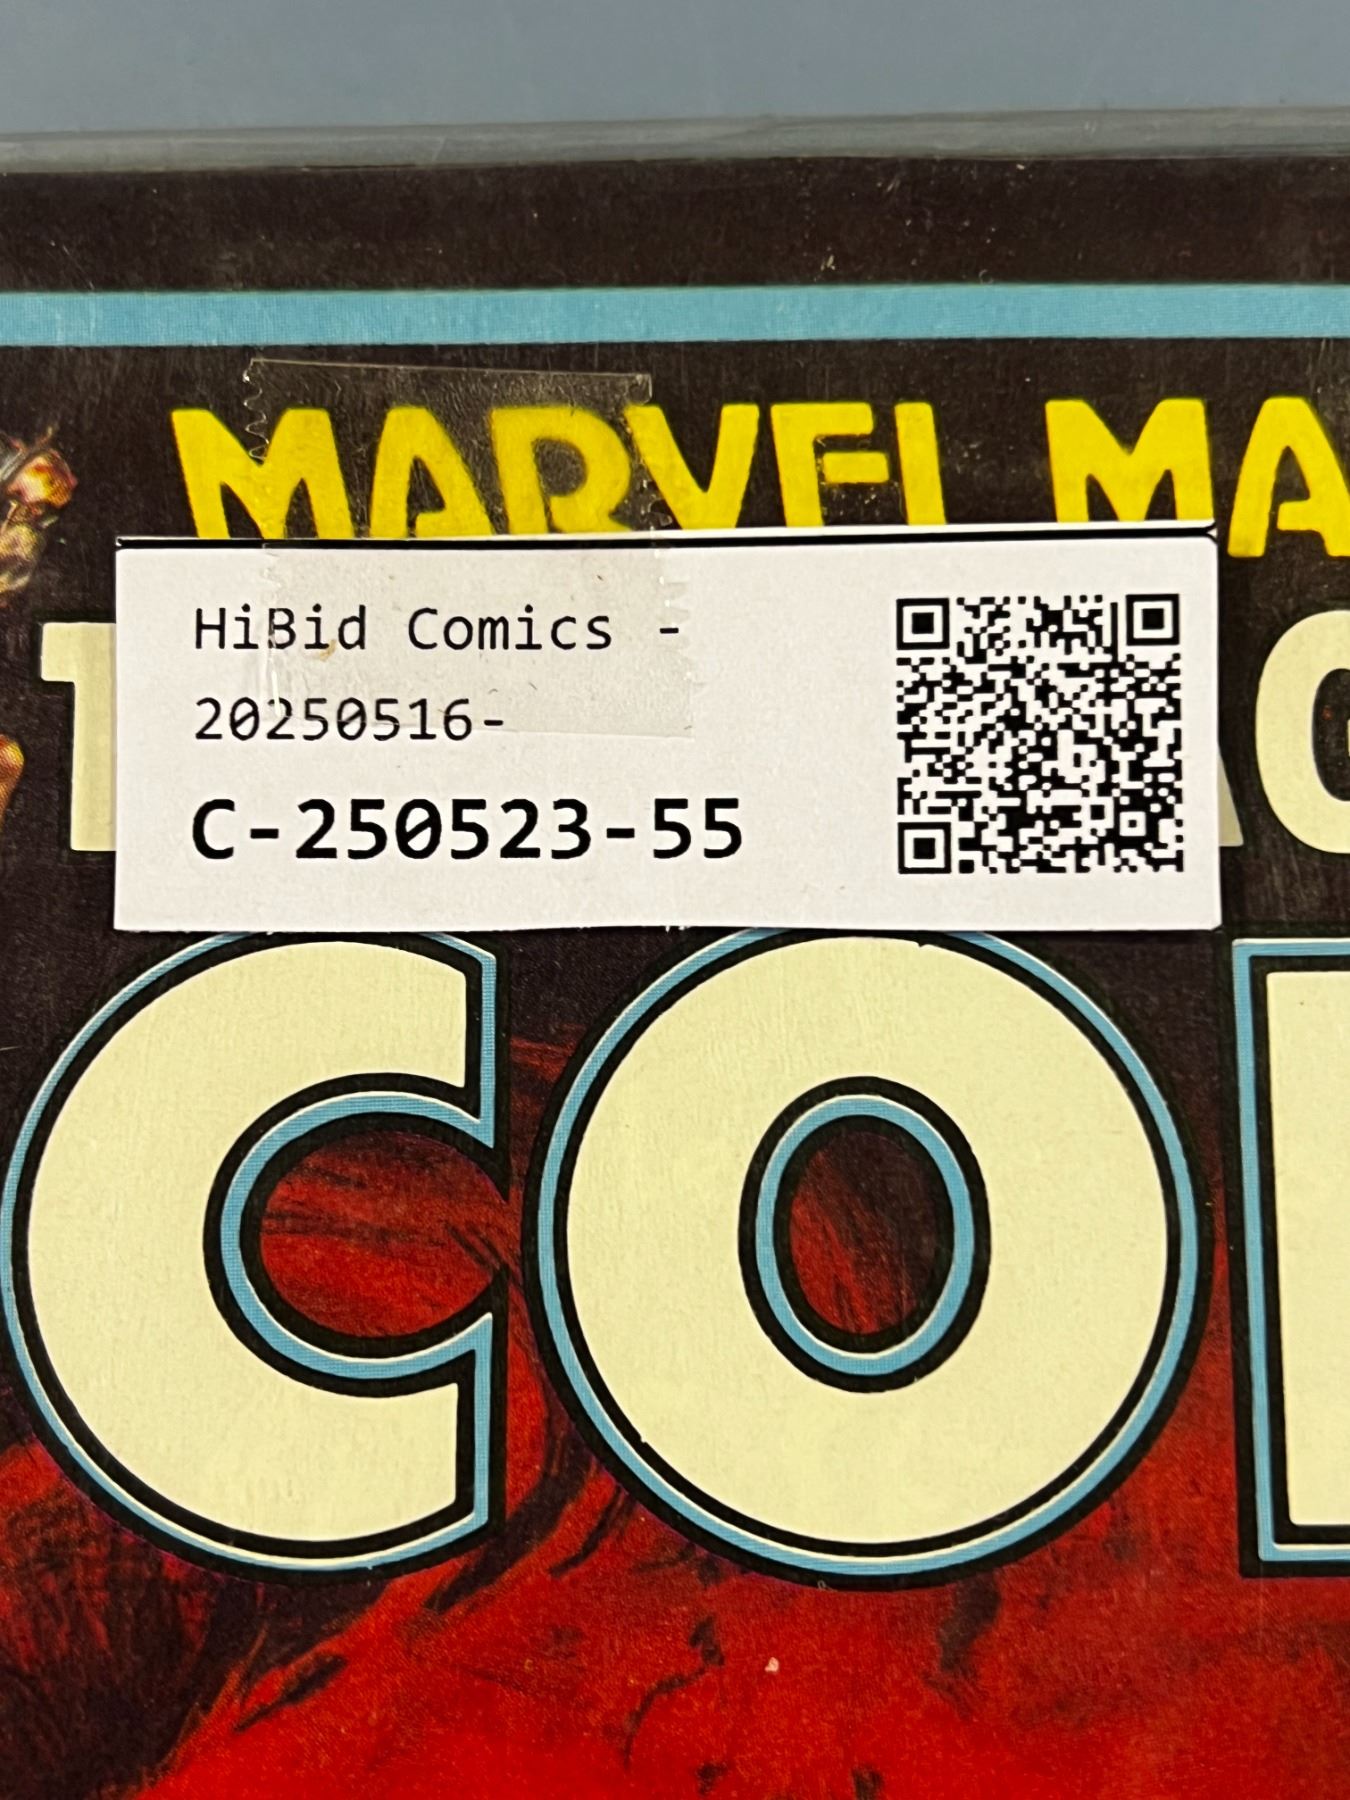 MARVEL MA
HiBid Comics -
20250516-
C-250523-55
CO